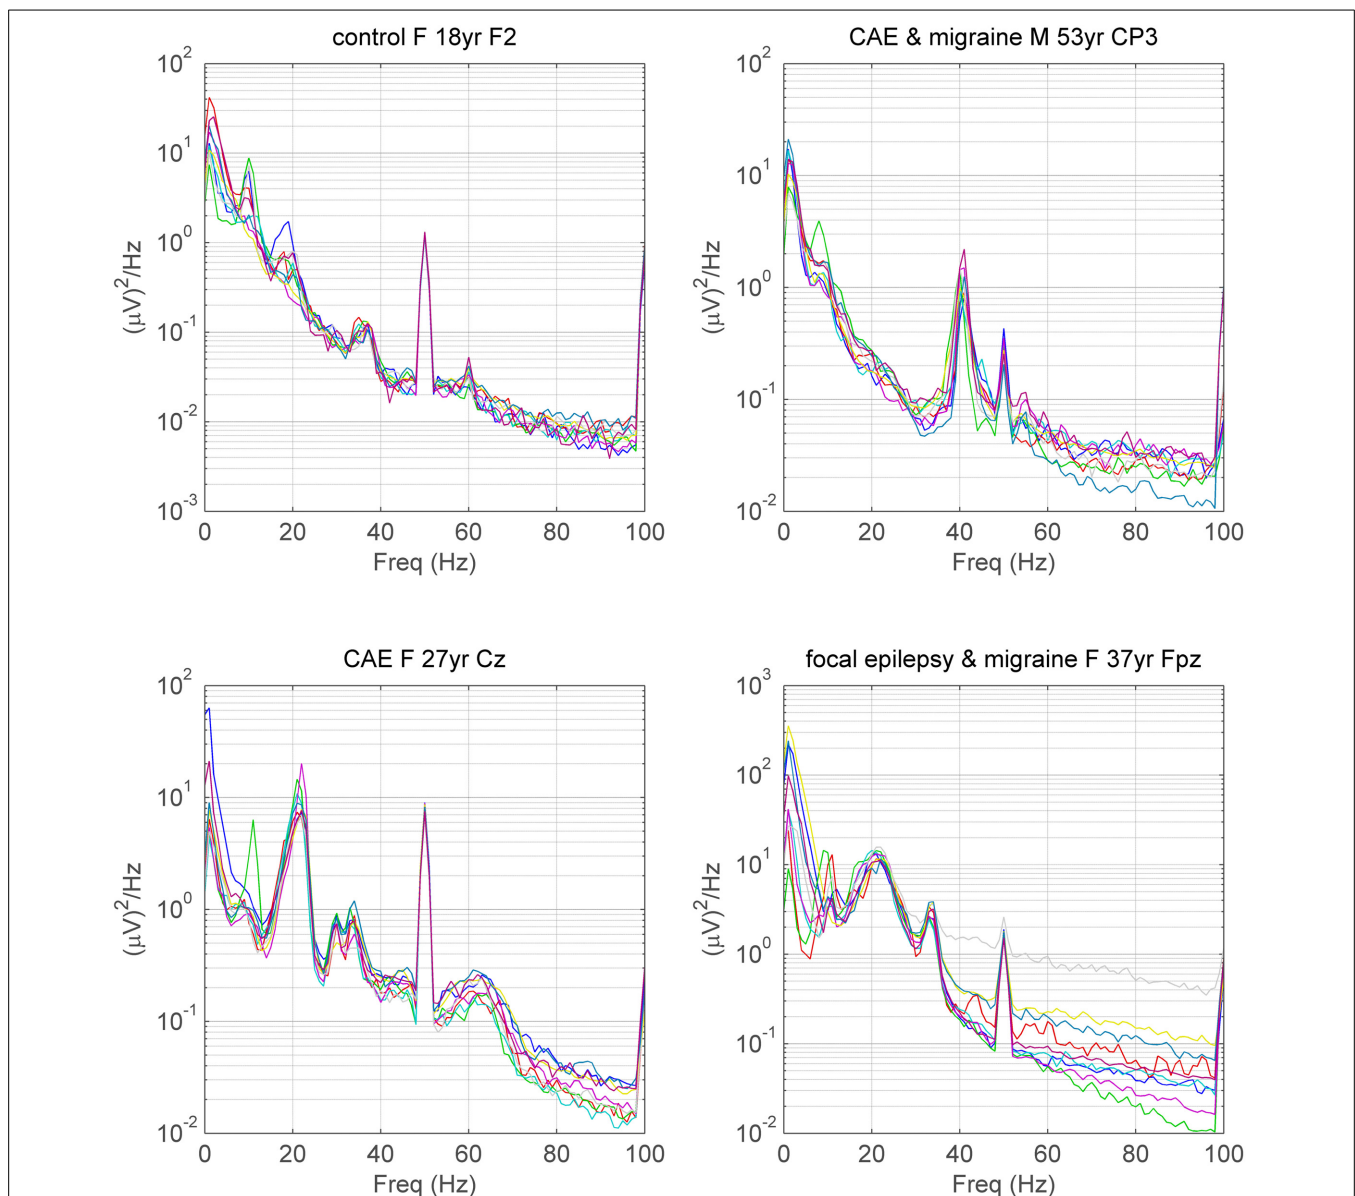 control F 18yr F2
10^2
10^1
10^0
10^-1
10^-2
10^-3
(μV)^2/Hz
0 20 40 60 80 100
Freq (Hz)
CAE & migraine M 53yr CP3
10^2
10^1
10^0
10^-1
10^-2
(μV)^2/Hz
0 20 40 60 80 100
Freq (Hz)
CAE F 27yr Cz
10^2
10^1
10^0
10^-1
10^-2
(μV)^2/Hz
0 20 40 60 80 100
Freq (Hz)
focal epilepsy & migraine F 37yr Fpz
10^3
10^2
10^1
10^0
10^-1
10^-2
(μV)^2/Hz
0 20 40 60 80 100
Freq (Hz)